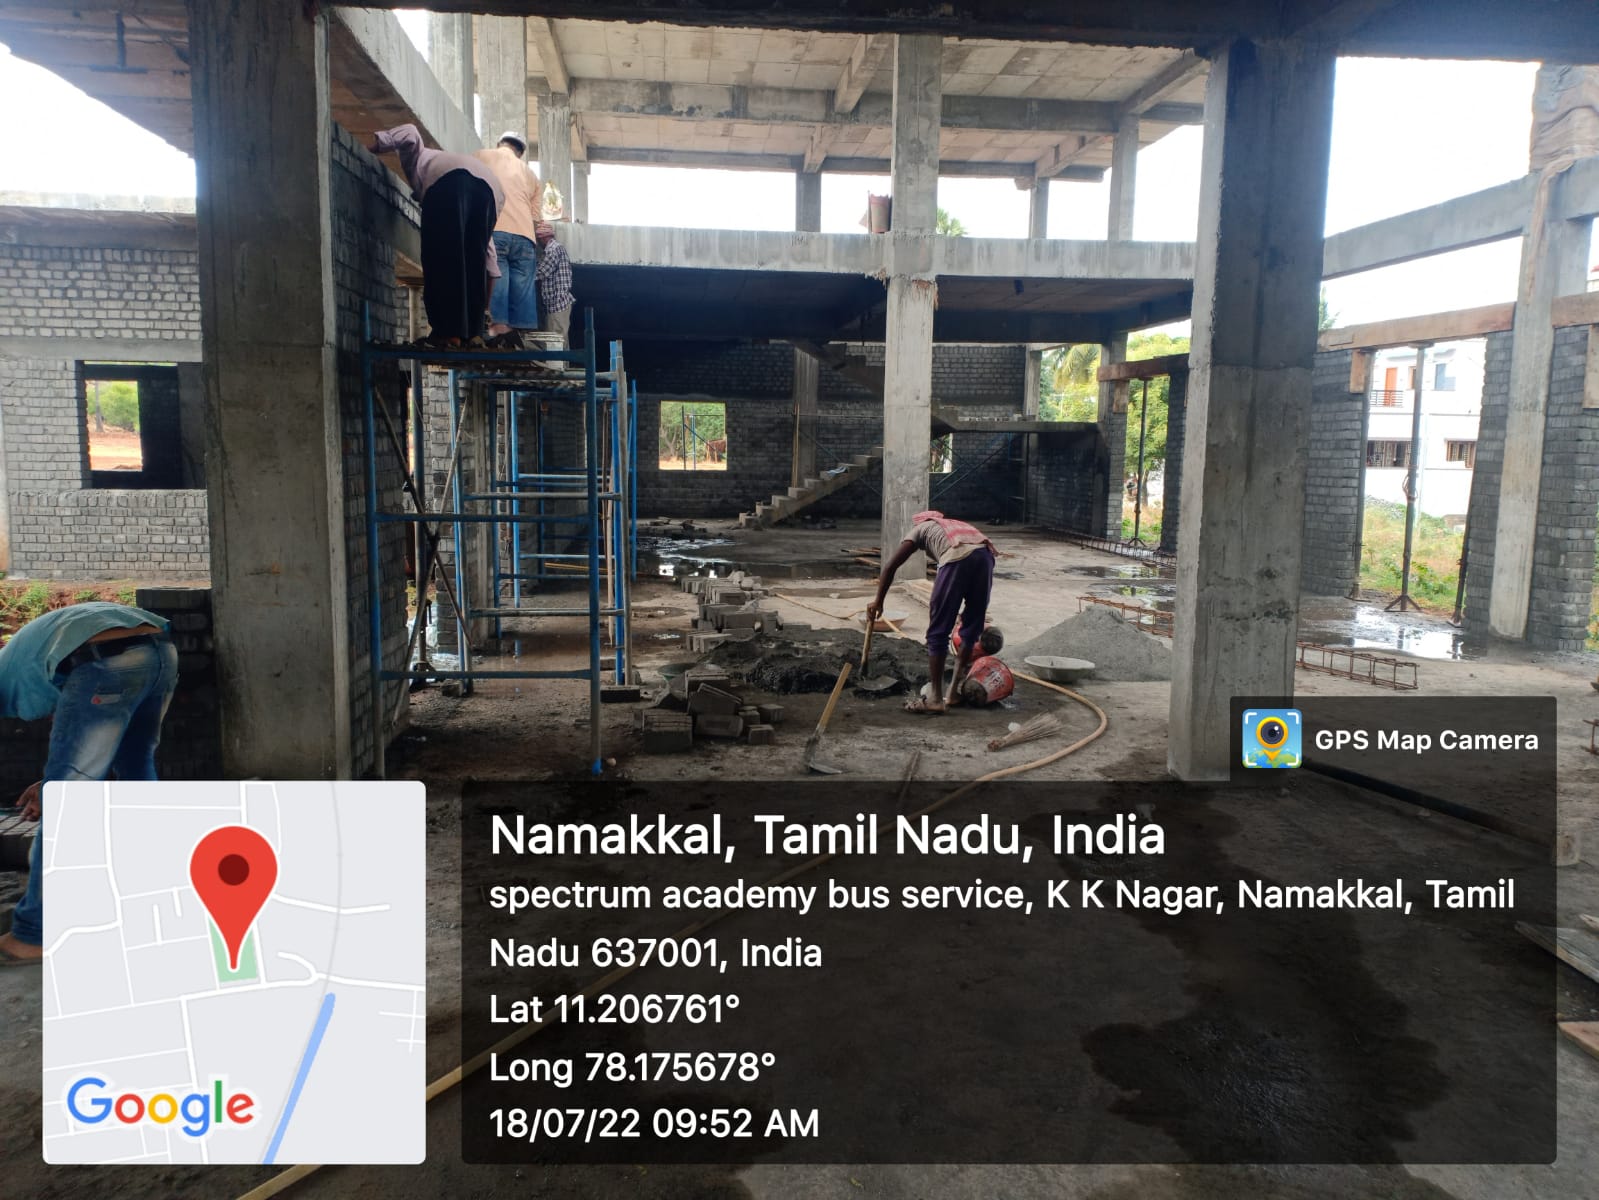 GPS Map Camera
Namakkal, Tamil Nadu, India
spectrum academy bus service, K K Nagar, Namakkal, Tamil
Nadu 637001, India
Lat 11.206761°
Long 78.175678°
18/07/22 09:52 AM
Google